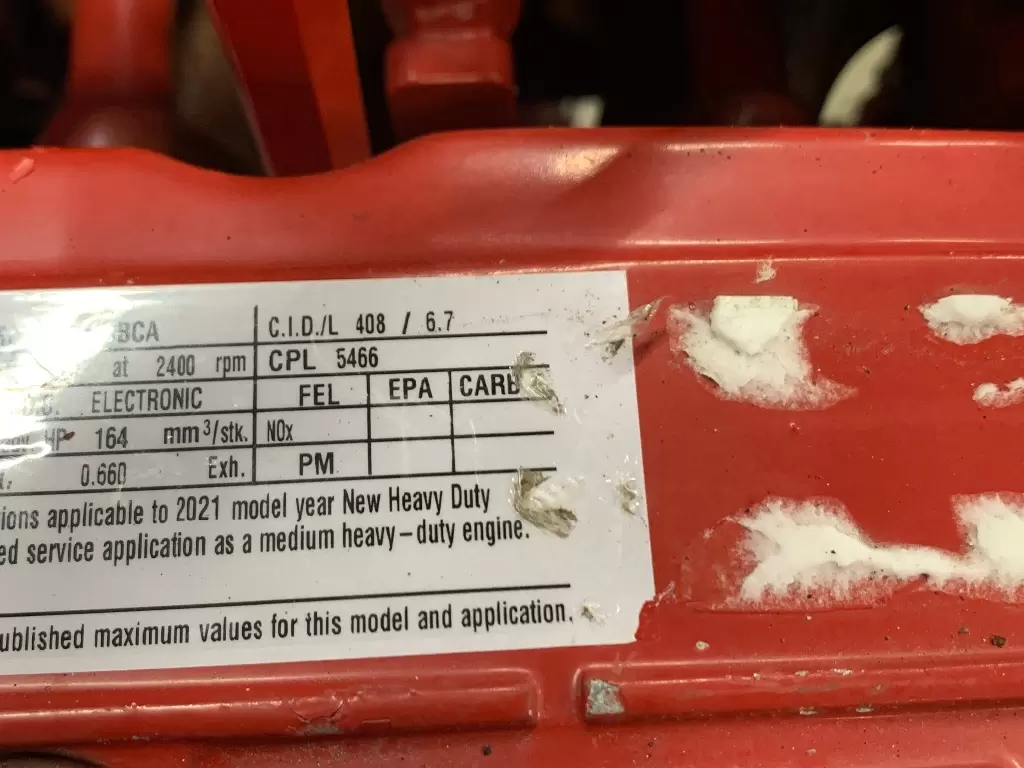 BCA C.I.D./L 408 / 6.7
at 2400 rpm CPL 5466
ELECTRONIC FEL EPA CARB
HP 164 mm³/stk. NOx
0.660 Exh. PM
ions applicable to 2021 model year New Heavy Duty
ed service application as a medium heavy-duty engine.
ublished maximum values for this model and application.